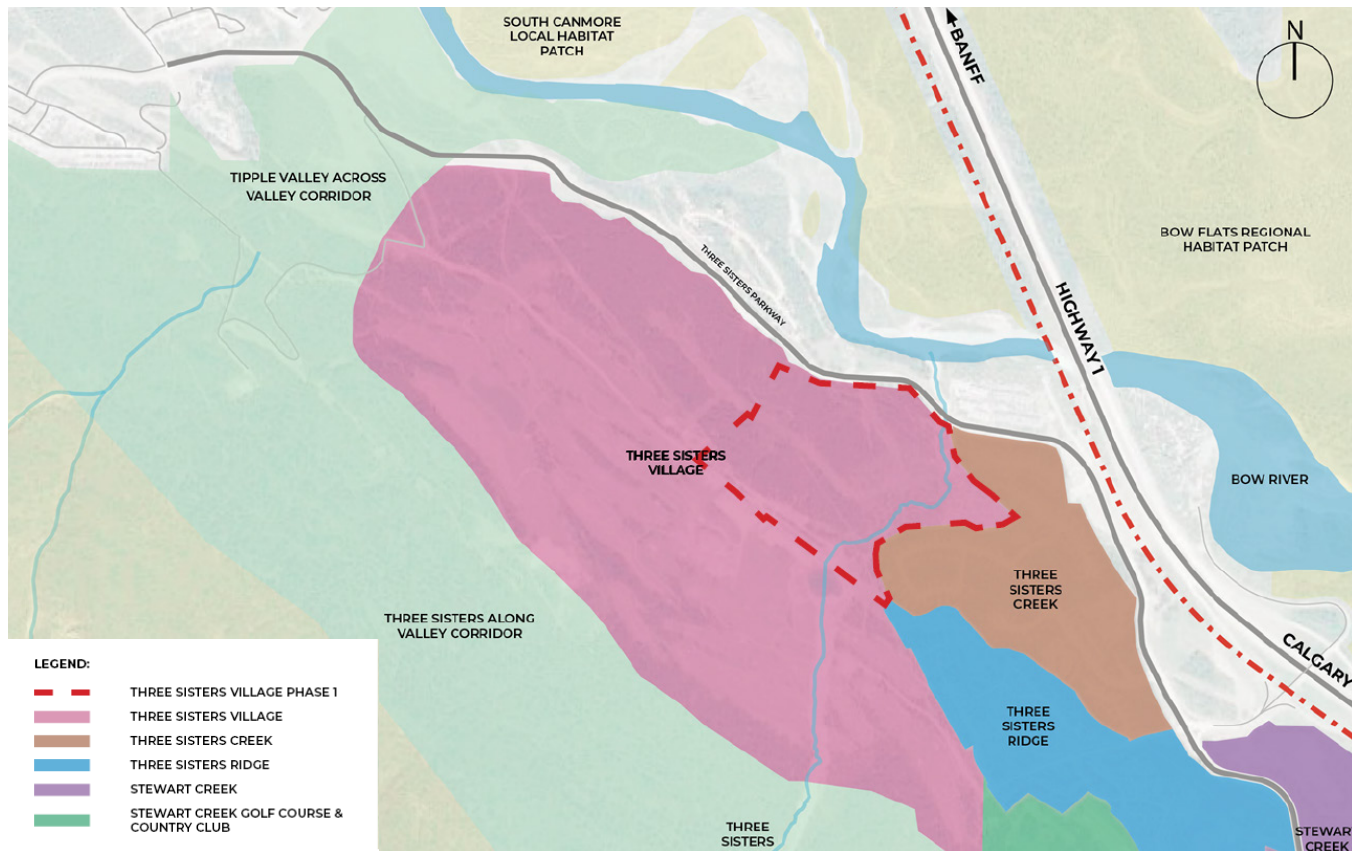 SOUTH CANMORE
LOCAL HABITAT
PATCH
BANFF
N
TIPPLE VALLEY ACROSS
VALLEY CORRIDOR
BOW FLATS REGIONAL
HABITAT PATCH
THREE SISTERS PARKWAY
HIGHWAY 1
THREE SISTERS
VILLAGE
BOW RIVER
THREE
SISTERS
CREEK
THREE SISTERS ALONG
VALLEY CORRIDOR
CALGARY
THREE
SISTERS
RIDGE
LEGEND:
THREE SISTERS VILLAGE PHASE 1
THREE SISTERS VILLAGE
THREE SISTERS CREEK
THREE SISTERS RIDGE
STEWART CREEK
STEWART CREEK GOLF COURSE &
COUNTRY CLUB
THREE
SISTERS
STEWAR
CREEK